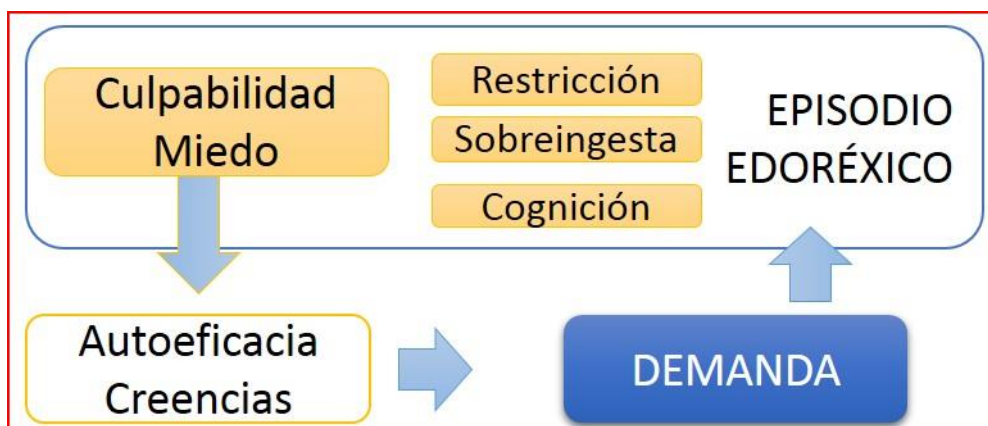 Culpabilidad
Miedo
Restricción
Sobreingesta
Cognición
EPISODIO
EDORÉXICO
Autoeficacia
Creencias
DEMANDA